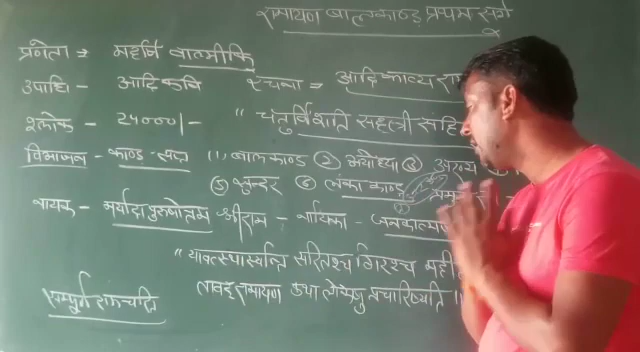 रामायण बालकाण्ड प्रथम सर्ग
प्रणेता → महर्षि वाल्मीकि
उपाधि - आदिकवि रचना = आदिकाव्य रा
श्लोक - 24000/- "चतुर्विंशति सहस्त्री संहि
विभाजन - काण्ड - सप्त (1) बालकाण्ड (2) अयोध्या (3) अरण्य
(5) सुन्दर (6) लंका काण्ड
नायक - मर्यादा पुरुषोत्तम श्रीराम - नायिका - जनकात्मज
"यावत्स्थास्यन्ति सरितश्च गिरश्च मही
तावद् रामायण कथा लोकेषु प्रचरिष्यति ।।
सम्पूर्ण रामचरित